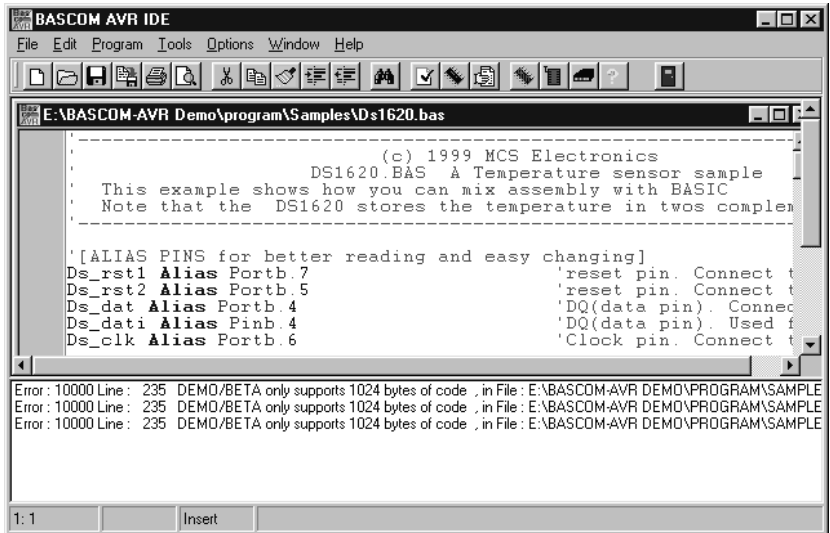 BASCOM AVR IDE
File Edit Program Tools Options Window Help
E:\BASCOM-AVR Demo\program\Samples\Ds1620.bas
'-----------------------------------------------------------
' (c) 1999 MCS Electronics
' DS1620.BAS A Temperature sensor sample
' This example shows how you can mix assembly with BASIC
' Note that the DS1620 stores the temperature in twos complem
'-----------------------------------------------------------
'[ALIAS PINS for better reading and easy changing]
Ds_rst1 Alias Portb.7 'reset pin. Connect t
Ds_rst2 Alias Portb.5 'reset pin. Connect t
Ds_dat Alias Portb.4 'DQ(data pin). Connec
Ds_dati Alias Pinb.4 'DQ(data pin). Used f
Ds_clk Alias Portb.6 'Clock pin. Connect t
Error : 10000 Line : 235 DEMO/BETA only supports 1024 bytes of code , in File : E:\BASCOM-AVR DEMO\PROGRAM\SAMPLE
Error : 10000 Line : 235 DEMO/BETA only supports 1024 bytes of code , in File : E:\BASCOM-AVR DEMO\PROGRAM\SAMPLE
Error : 10000 Line : 235 DEMO/BETA only supports 1024 bytes of code , in File : E:\BASCOM-AVR DEMO\PROGRAM\SAMPLE
1: 1 Insert